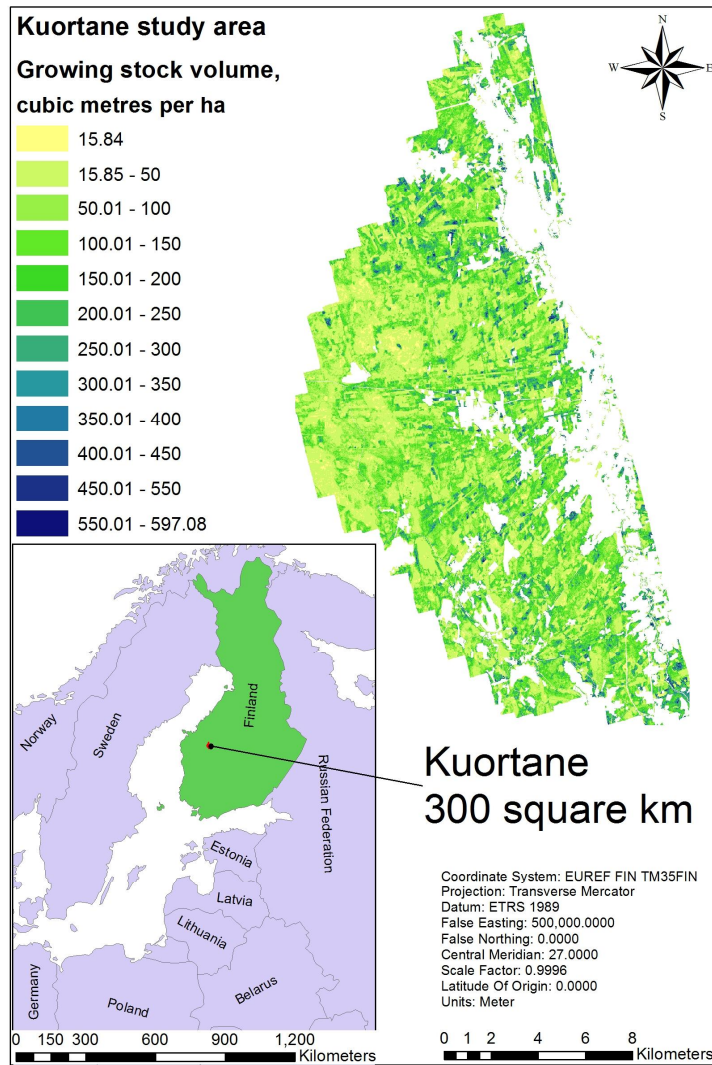 Kuortane study area
Growing stock volume,
cubic metres per ha
15.84
15.85 - 50
50.01 - 100
100.01 - 150
150.01 - 200
200.01 - 250
250.01 - 300
300.01 - 350
350.01 - 400
400.01 - 450
450.01 - 550
550.01 - 597.08
N
W
E
S
Norway
Sweden
Finland
Russian Federation
Estonia
Latvia
Lithuania
Belarus
Poland
Germany
0 150 300 600 900 1,200
Kilometers
Kuortane
300 square km
Coordinate System: EUREF FIN TM35FIN
Projection: Transverse Mercator
Datum: ETRS 1989
False Easting: 500,000.0000
False Northing: 0.0000
Central Meridian: 27.0000
Scale Factor: 0.9996
Latitude Of Origin: 0.0000
Units: Meter
0 1 2 4 6 8
Kilometers